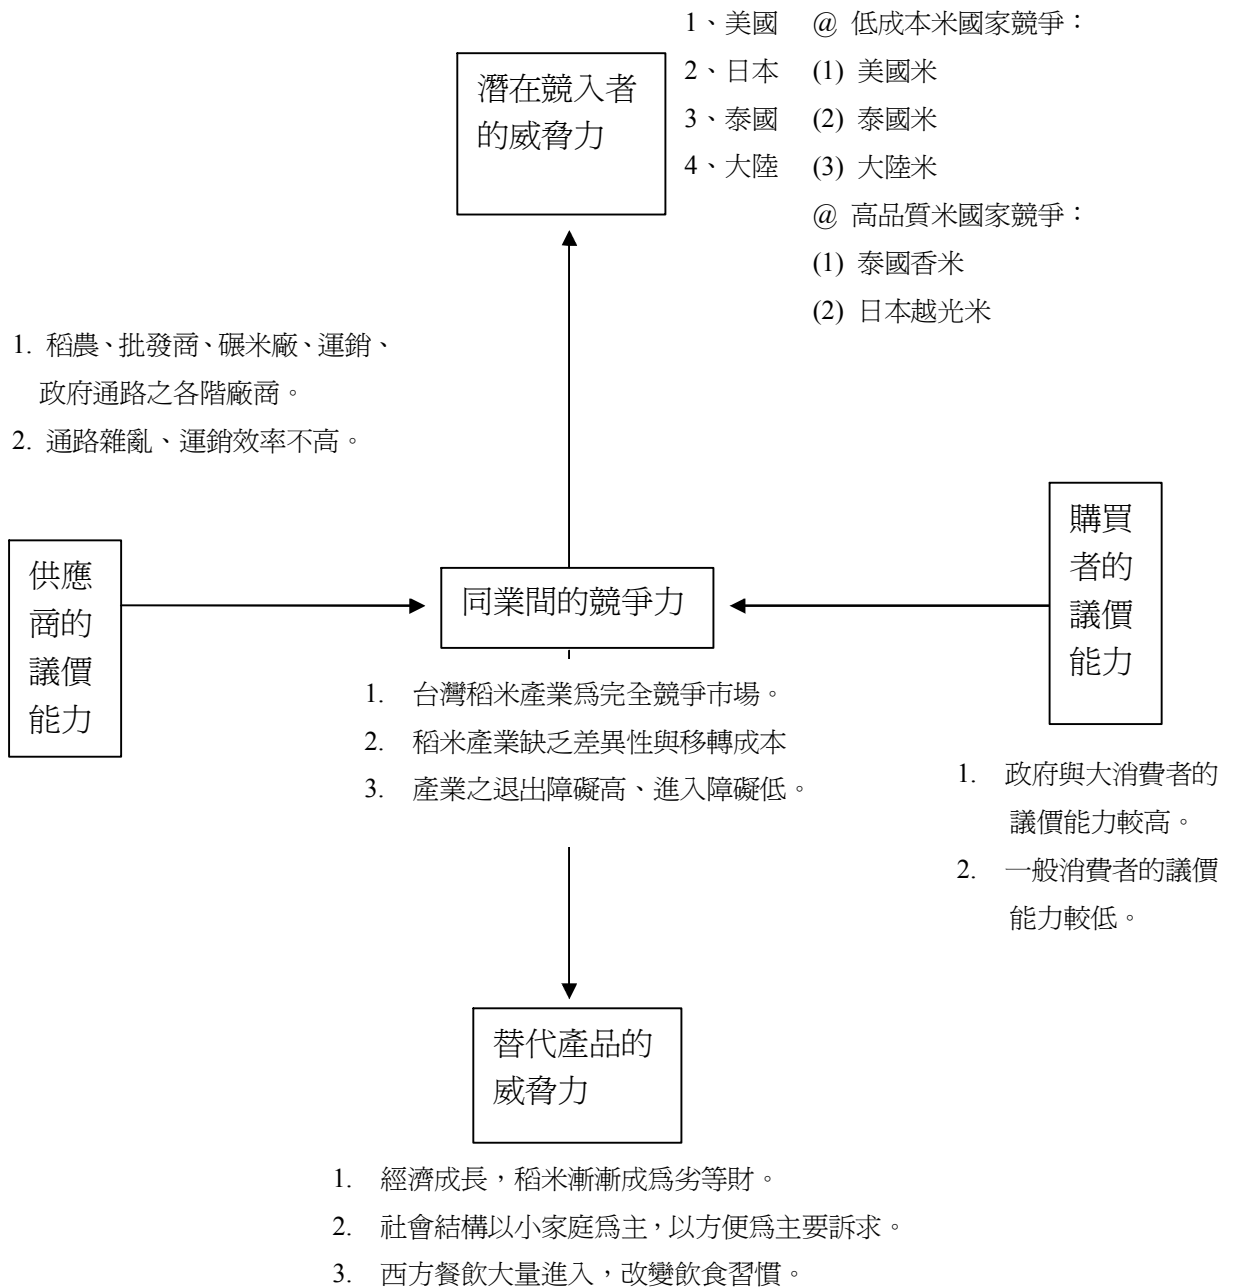 1、美國
2、日本
3、泰國
4、大陸
@ 低成本米國家競爭：
(1) 美國米
(2) 泰國米
(3) 大陸米
@ 高品質米國家競爭：
(1) 泰國香米
(2) 日本越光米
潛在競入者
的威脅力
1. 稻農、批發商、碾米廠、運銷、
政府通路之各階廠商。
2. 通路雜亂、運銷效率不高。
供應
商的
議價
能力
同業間的競爭力
1. 台灣稻米產業為完全競爭市場。
2. 稻米產業缺乏差異性與移轉成本
3. 產業之退出障礙高、進入障礙低。
購買
者的
議價
能力
1. 政府與大消費者的
議價能力較高。
2. 一般消費者的議價
能力較低。
替代產品的
威脅力
1. 經濟成長，稻米漸漸成為劣等財。
2. 社會結構以小家庭為主，以方便為主要訴求。
3. 西方餐飲大量進入，改變飲食習慣。